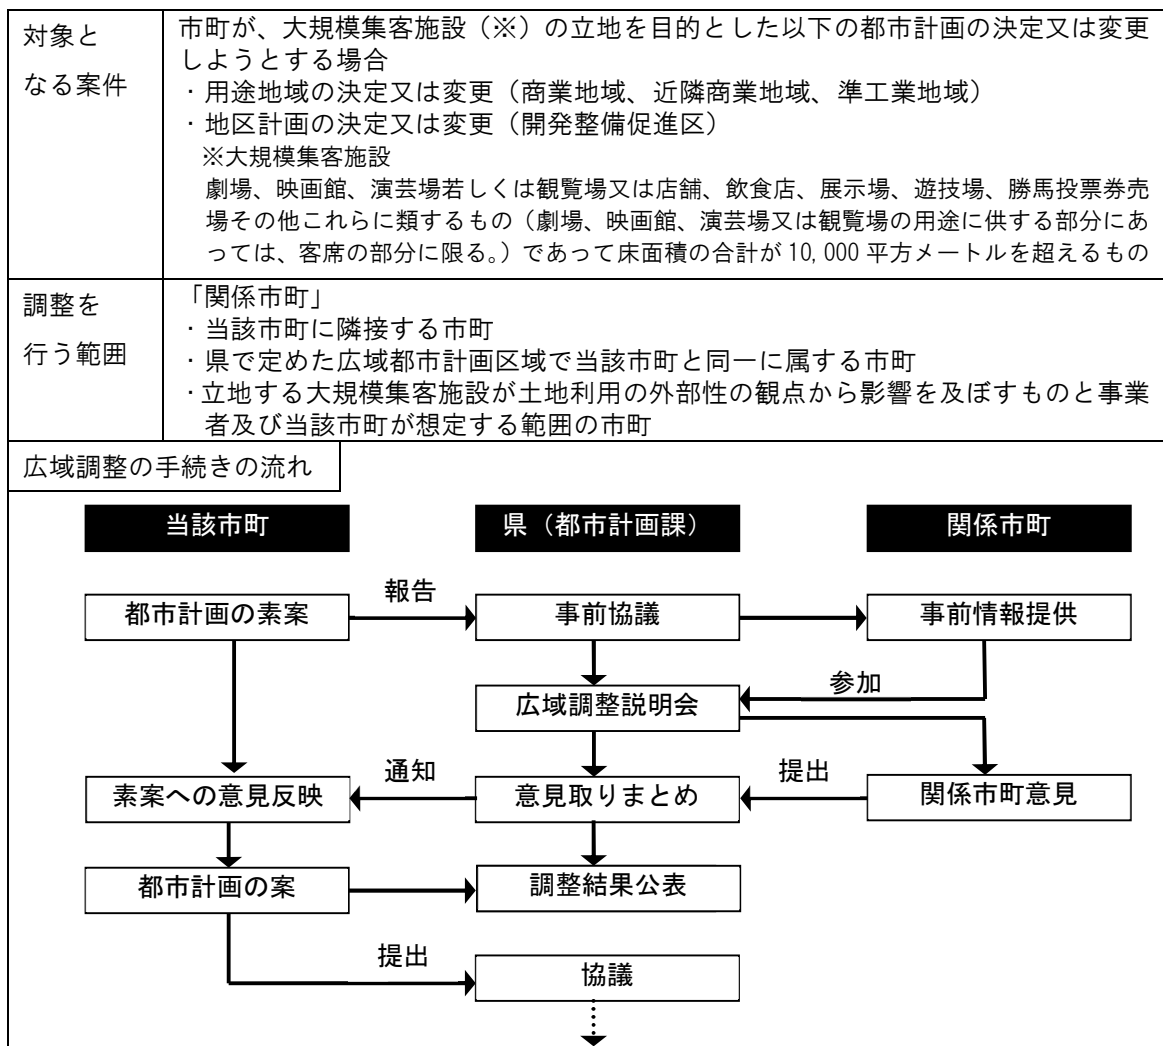 対象と
なる案件
市町が、大規模集客施設（※）の立地を目的とした以下の都市計画の決定又は変更
しようとする場合
・用途地域の決定又は変更（商業地域、近隣商業地域、準工業地域）
・地区計画の決定又は変更（開発整備促進区）
※大規模集客施設
劇場、映画館、演芸場若しくは観覧場又は店舗、飲食店、展示場、遊技場、勝馬投票券売
場その他これらに類するもの（劇場、映画館、演芸場又は観覧場の用途に供する部分にあ
っては、客席の部分に限る。）であって床面積の合計が 10,000 平方メートルを超えるもの
調整を
行う範囲
「関係市町」
・当該市町に隣接する市町
・県で定めた広域都市計画区域で当該市町と同一に属する市町
・立地する大規模集客施設が土地利用の外部性の観点から影響を及ぼすものと事業
者及び当該市町が想定する範囲の市町
広域調整の手続きの流れ
当該市町
県（都市計画課）
関係市町
報告
都市計画の素案
事前協議
事前情報提供
参加
広域調整説明会
通知
提出
素案への意見反映
意見取りまとめ
関係市町意見
都市計画の案
調整結果公表
提出
協議